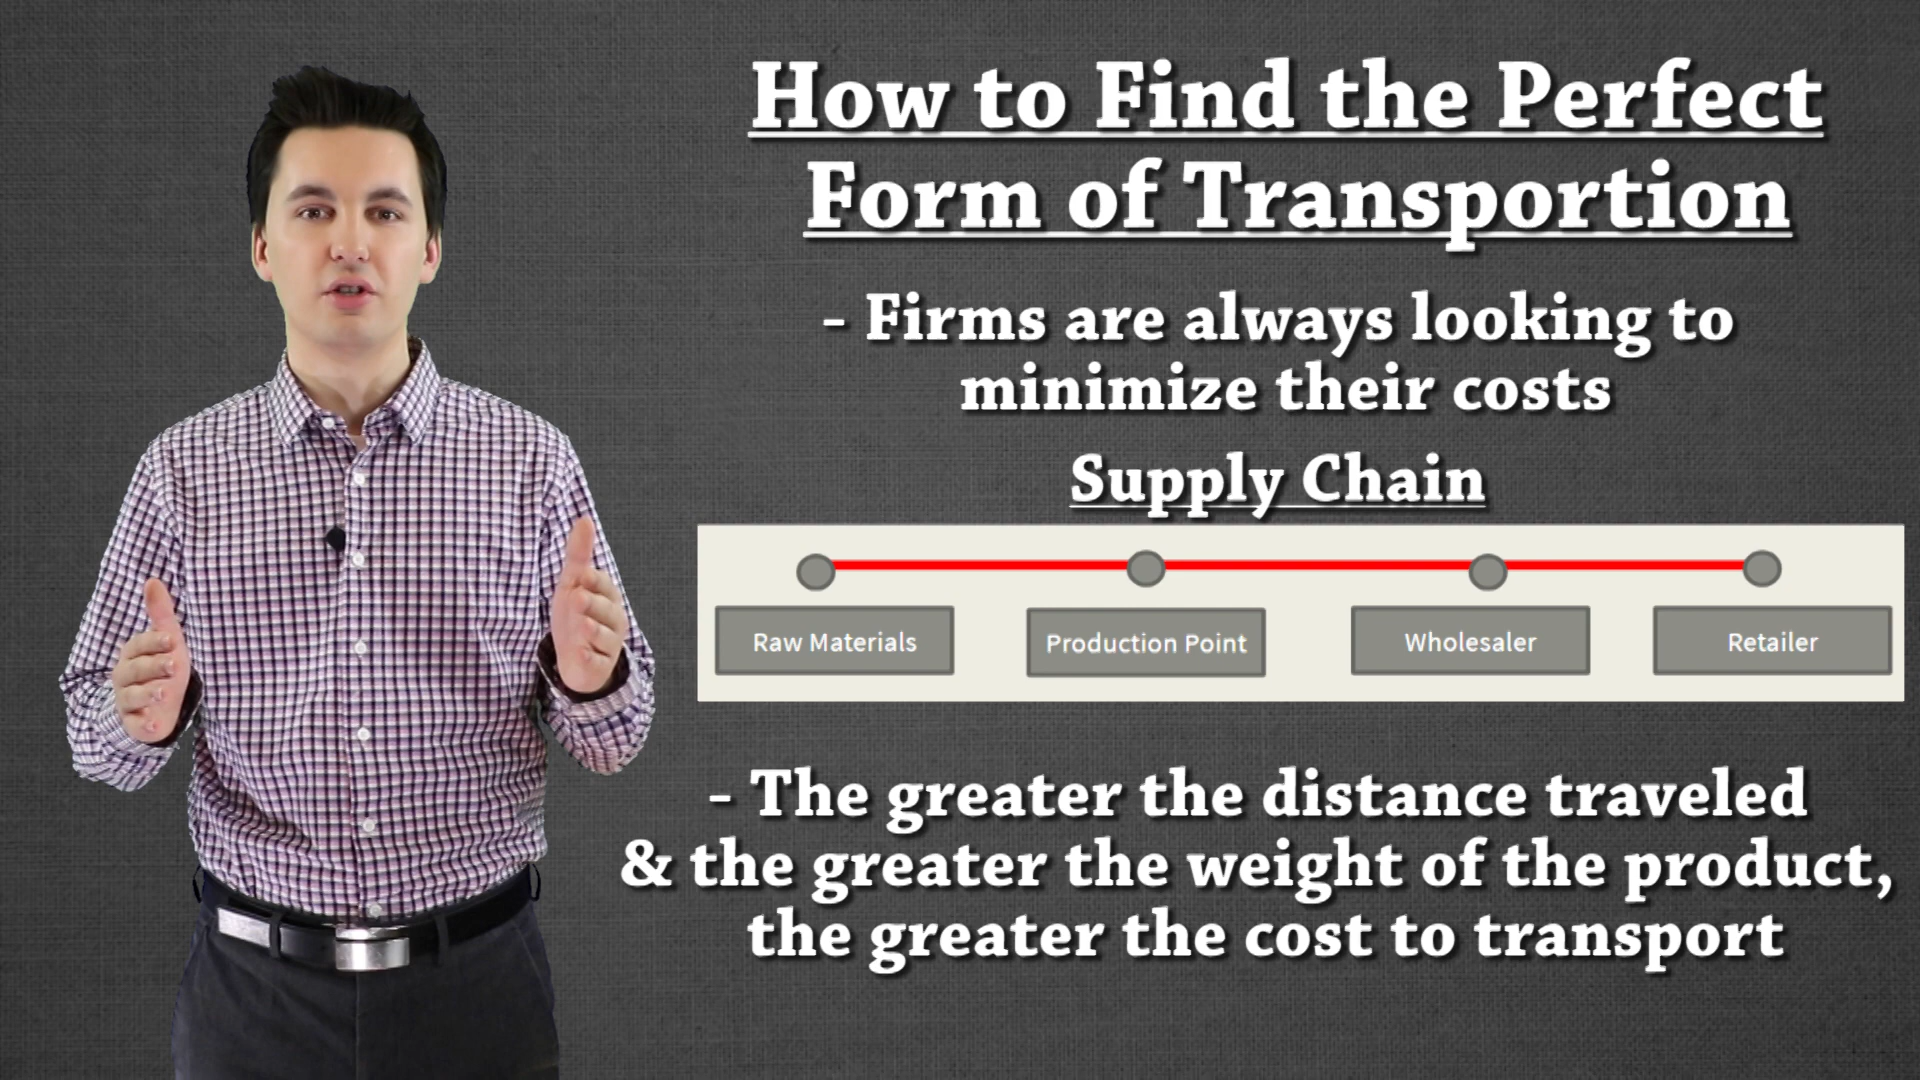 How to Find the Perfect
Form of Transportion
- Firms are always looking to
minimize their costs
Supply Chain
Raw Materials
Production Point
Wholesaler
Retailer
- The greater the distance traveled
& the greater the weight of the product,
the greater the cost to transport